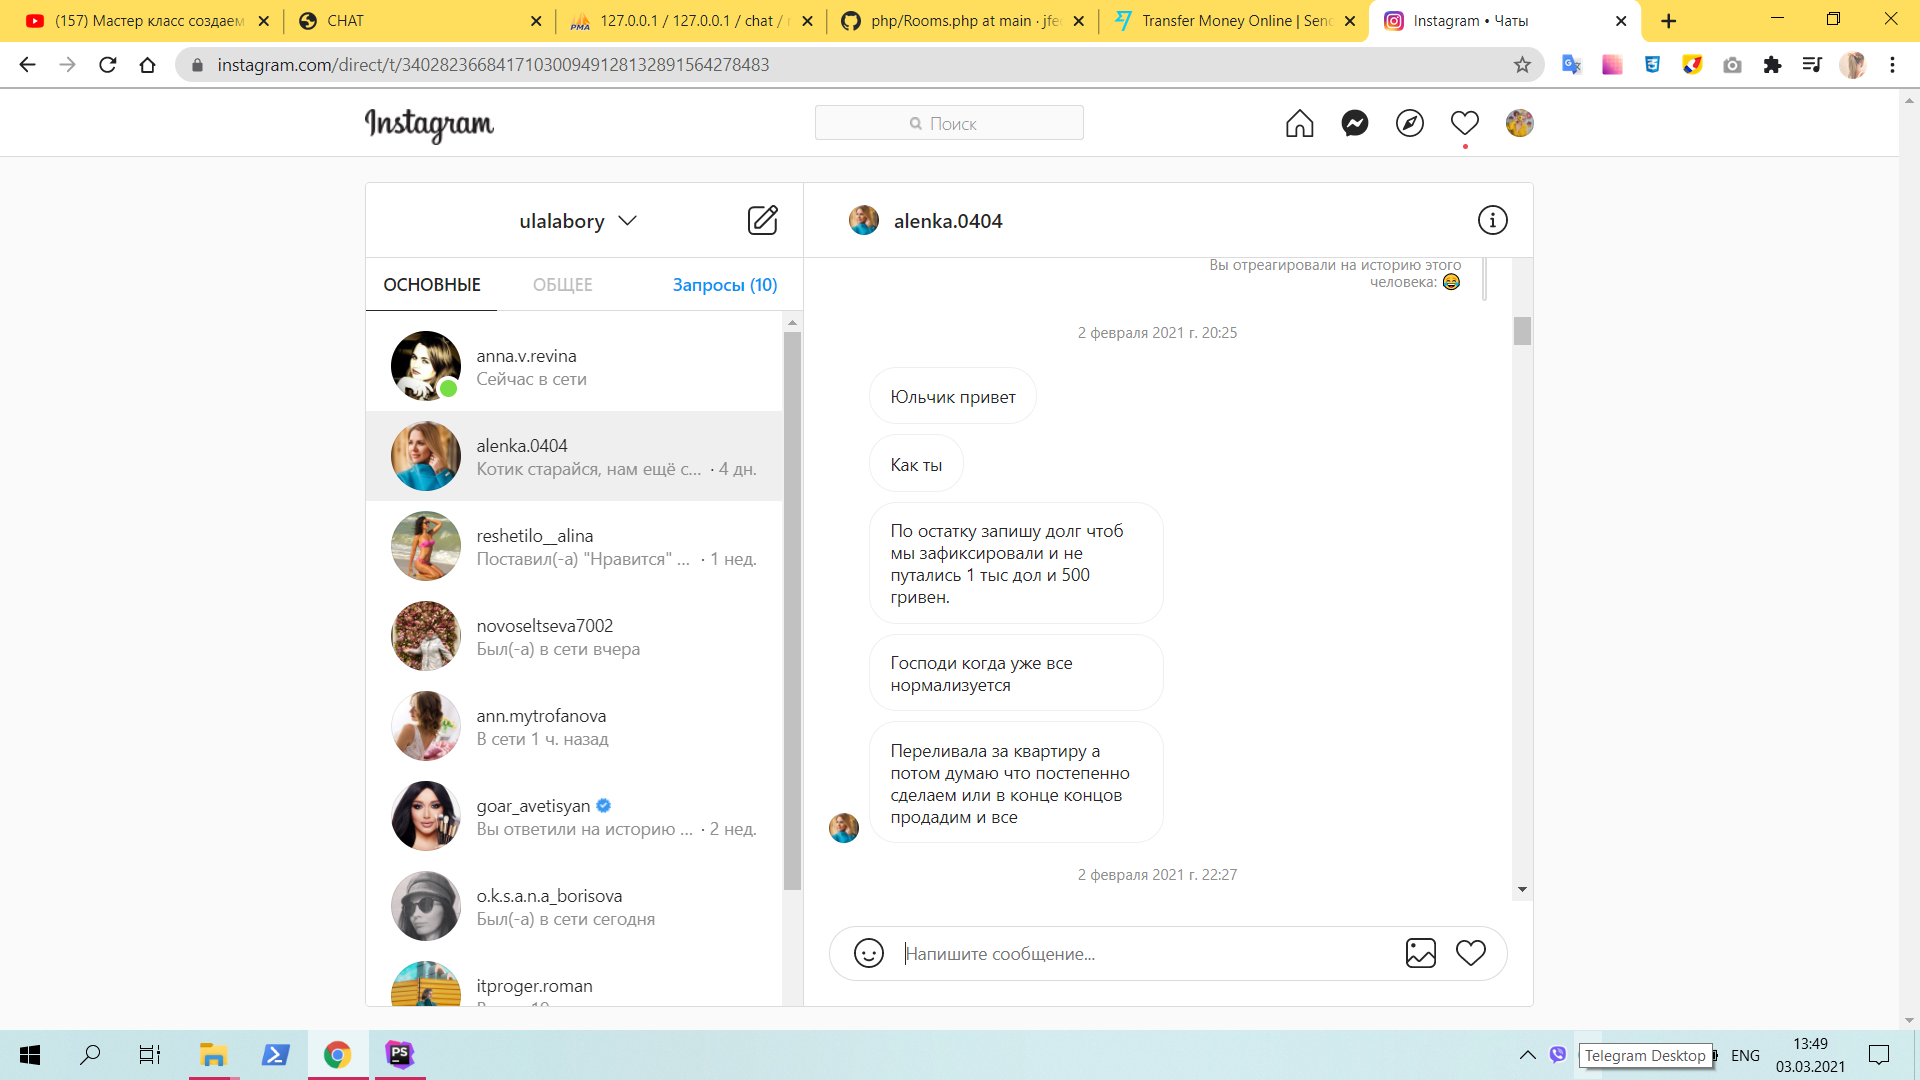 (157) Мастер класс создаем
CHAT
127.0.0.1 / 127.0.0.1 / chat /
php/Rooms.php at main · jfe
Transfer Money Online | Send
Instagram • Чаты
instagram.com/direct/t/340282366841710300949128132891564278483
Instagram
Поиск
ulalabory
alenka.0404
ОСНОВНЫЕ
ОБЩЕЕ
Запросы (10)
anna.v.revina
Сейчас в сети
alenka.0404
Котик старайся, нам ещё с... · 4 дн.
reshetilo__alina
Поставил(-а) "Нравится" ... · 1 нед.
novoseltseva7002
Был(-а) в сети вчера
ann.mytrofanova
В сети 1 ч. назад
goar_avetisyan
Вы ответили на историю ... · 2 нед.
o.k.s.a.n.a_borisova
Был(-а) в сети сегодня
itproger.roman
Вы отреагировали на историю этого
человека: 😂
2 февраля 2021 г. 20:25
Юльчик привет
Как ты
По остатку запишу долг чтоб
мы зафиксировали и не
путались 1 тыс дол и 500
гривен.
Господи когда уже все
нормализуется
Переливала за квартиру а
потом думаю что постепенно
сделаем или в конце концов
продадим и все
2 февраля 2021 г. 22:27
Напишите сообщение...
PS
Telegram Desktop
ENG
13:49
03.03.2021